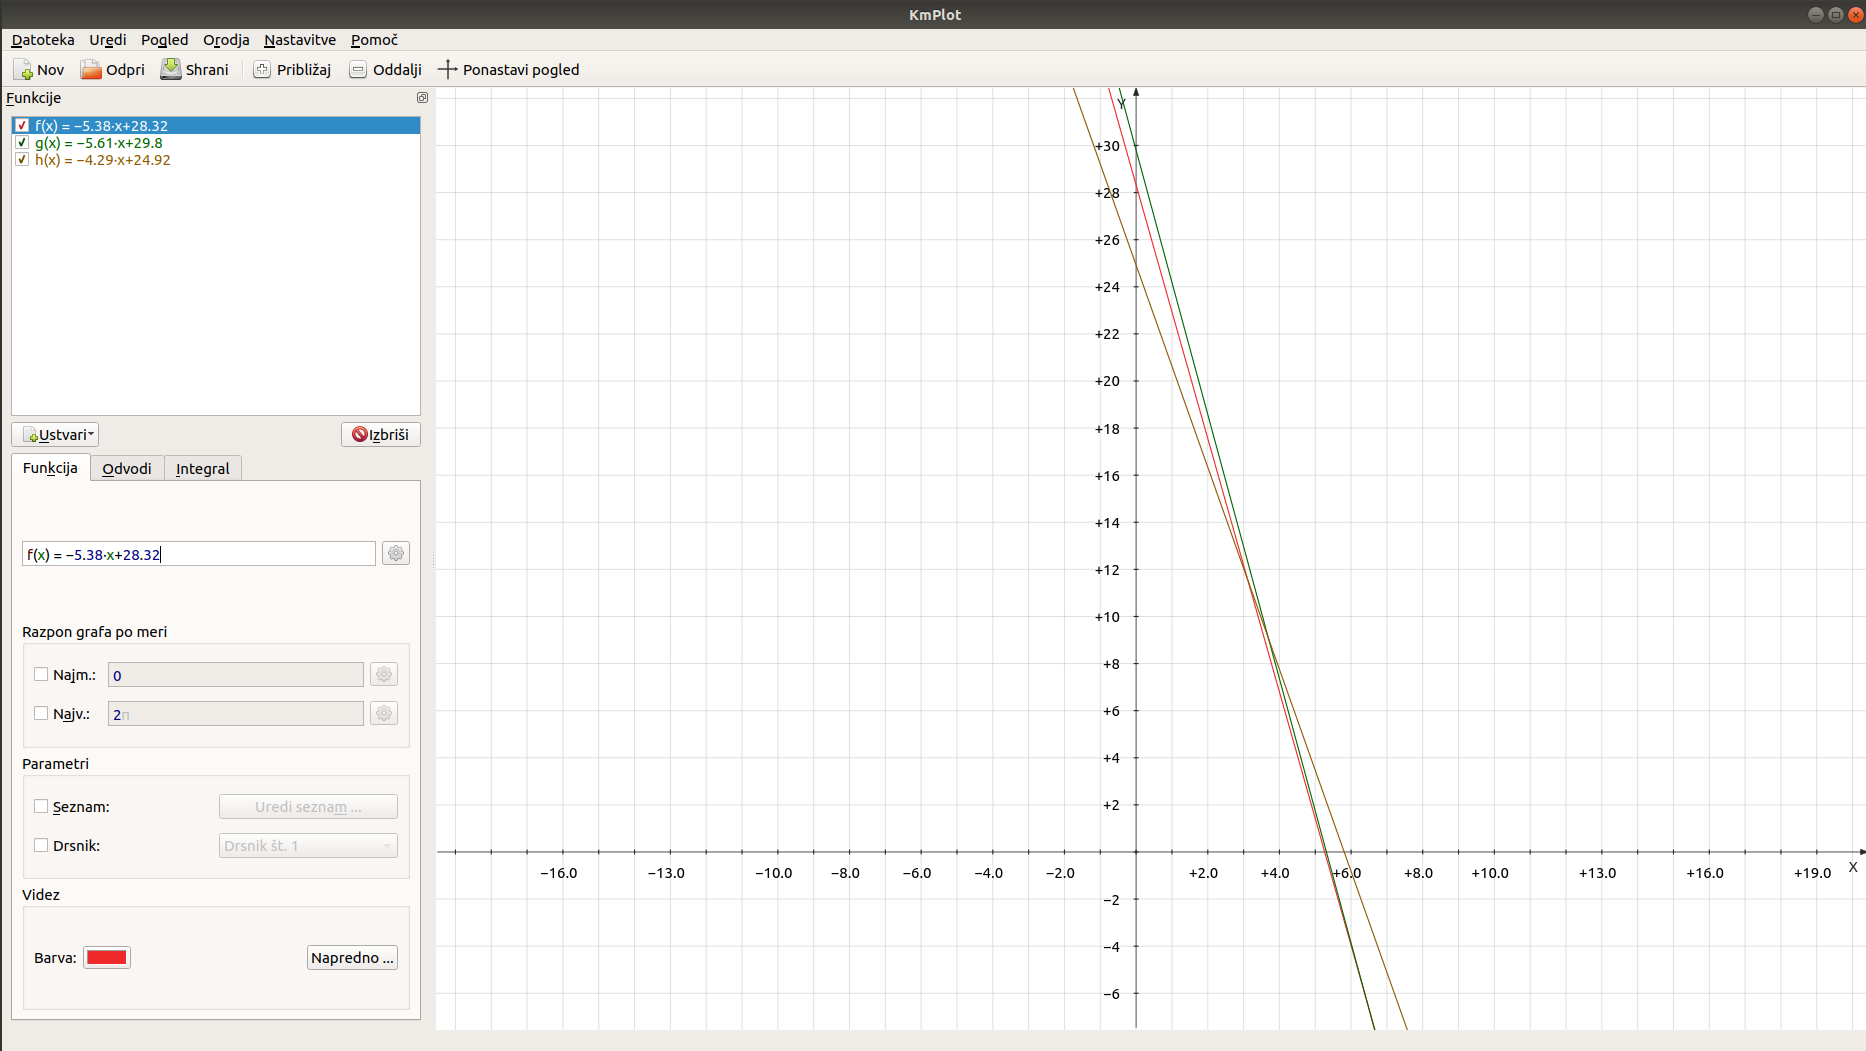 KmPlot
Datoteka Uredi Pogled Orodja Nastavitve Pomoč
Nov Odpri Shrani Približaj Oddalji Ponastavi pogled
Funkcije
f(x) = −5.38·x+28.32
g(x) = −5.61·x+29.8
h(x) = −4.29·x+24.92
Ustvari Izbriši
Funkcija Odvodi Integral
f(x) = −5.38·x+28.32
Razpon grafa po meri
Najm.: 0
Najv.: 2π
Parametri
Seznam: Uredi seznam ...
Drsnik: Drsnik št. 1
Videz
Barva: Napredno ...
Y
+30
+28
+26
+24
+22
+20
+18
+16
+14
+12
+10
+8
+6
+4
+2
−16.0 −13.0 −10.0 −8.0 −6.0 −4.0 −2.0 +2.0 +4.0 +6.0 +8.0 +10.0 +13.0 +16.0 +19.0 X
−2
−4
−6